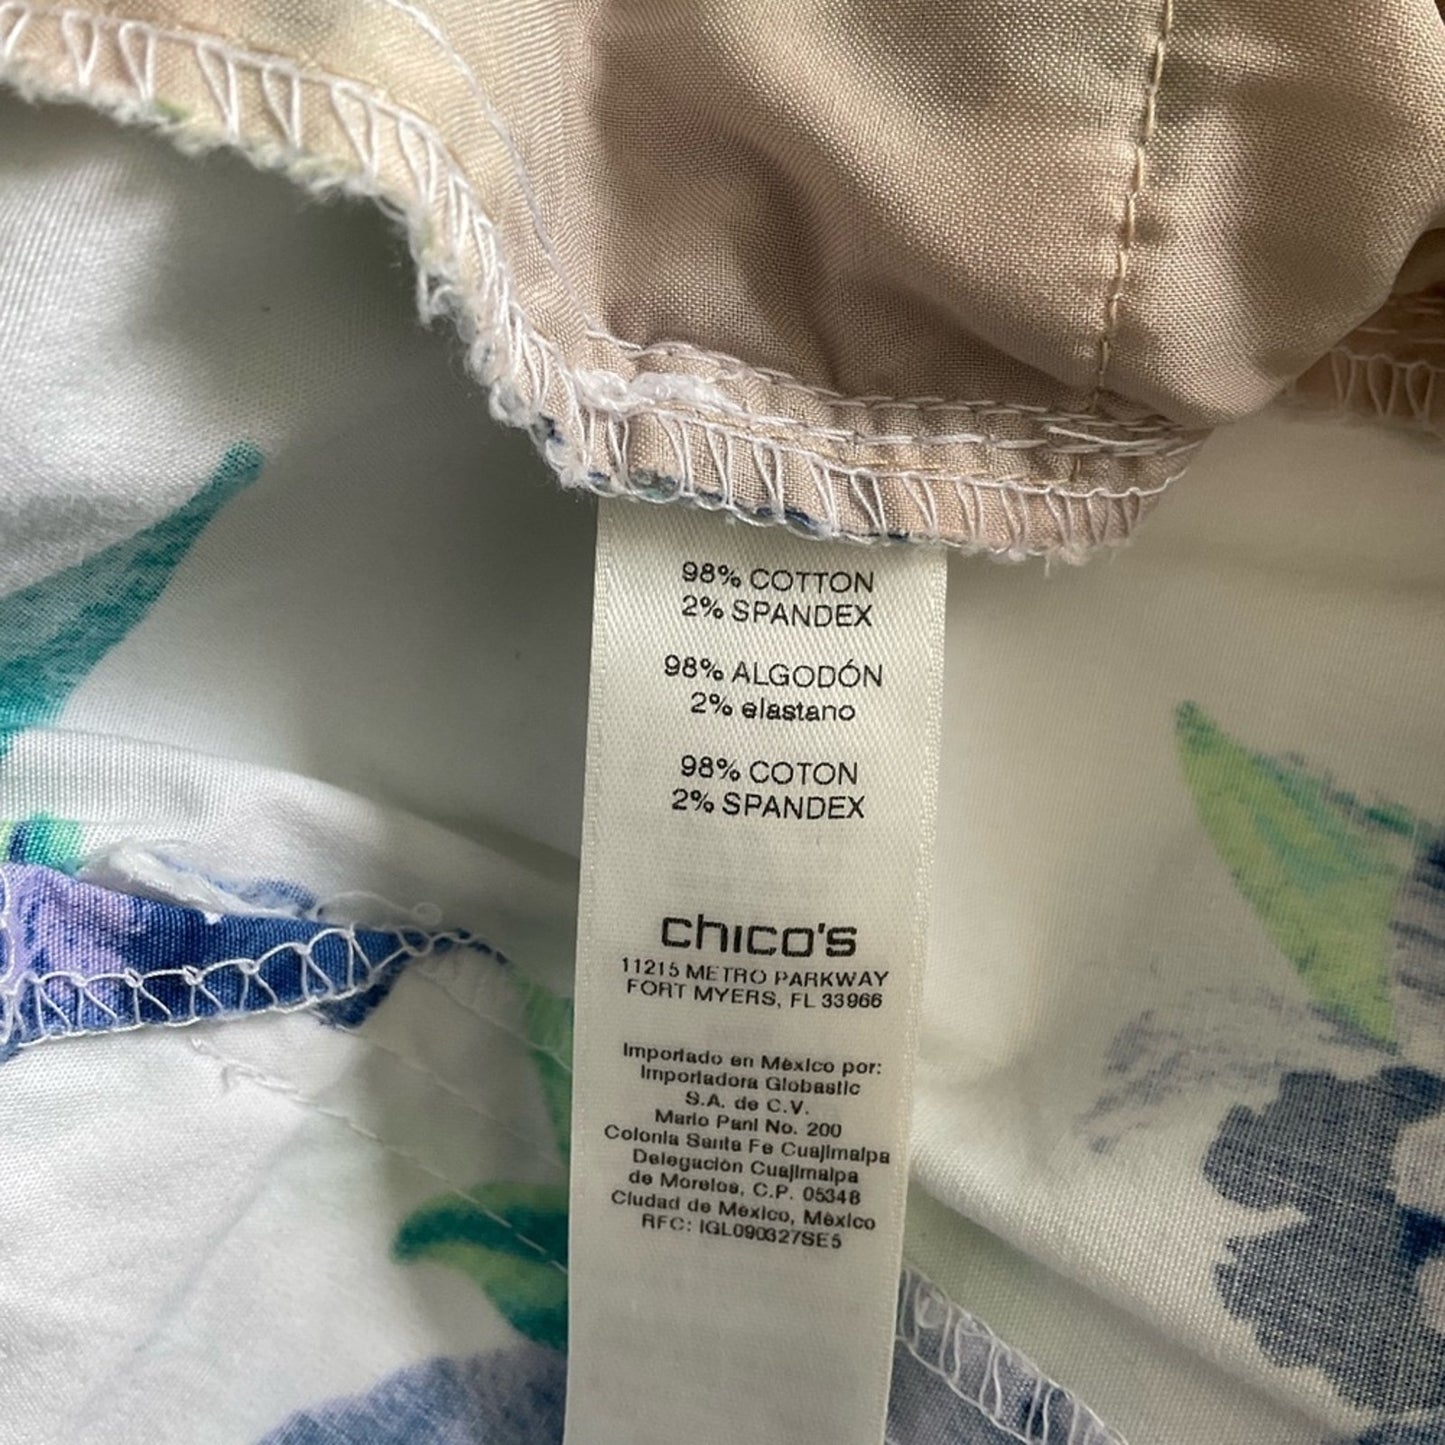 98% COTTON
2% SPANDEX
98% ALGODÓN
2% elastano
98% COTON
2% SPANDEX
chico's
11215 METRO PARKWAY
FORT MYERS, FL 33966
Importado en México por:
Importadora Globastic
S.A. de C.V.
Mario Pani No. 200
Colonia Santa Fe Cuajimalpa
Delegación Cuajimalpa
de Morelos, C.P. 05348
Ciudad de México, México
RFC: IGL090327SE5